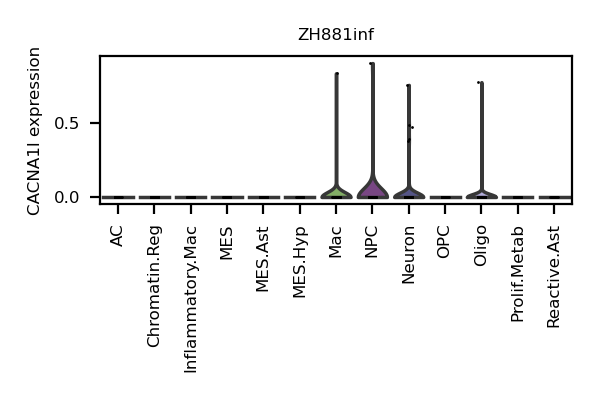 ZH881inf
CACNA1I expression
0.5
0.0
AC
Chromatin.Reg
Inflammatory.Mac
MES
MES.Ast
MES.Hyp
Mac
NPC
Neuron
OPC
Oligo
Prolif.Metab
Reactive.Ast